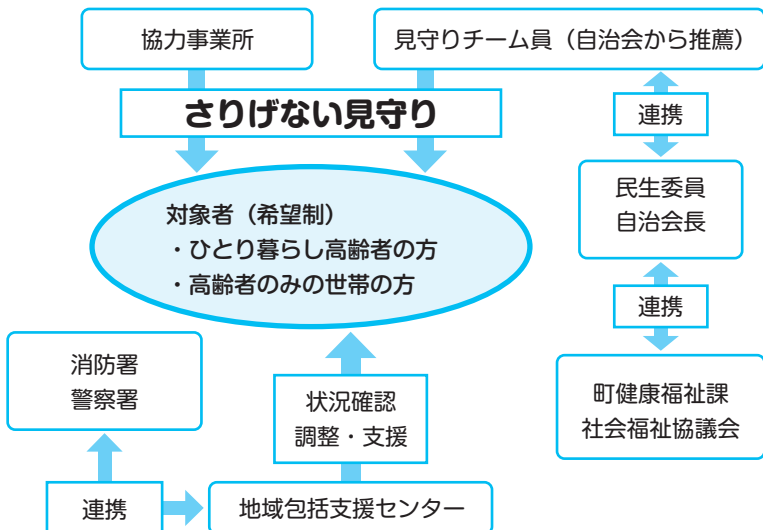 協力事業所
見守りチーム員（自治会から推薦）
さりげない見守り
連携
対象者（希望制）
・ひとり暮らし高齢者の方
・高齢者のみの世帯の方
民生委員
自治会長
連携
消防署
警察署
状況確認
調整・支援
町健康福祉課
社会福祉協議会
連携
地域包括支援センター